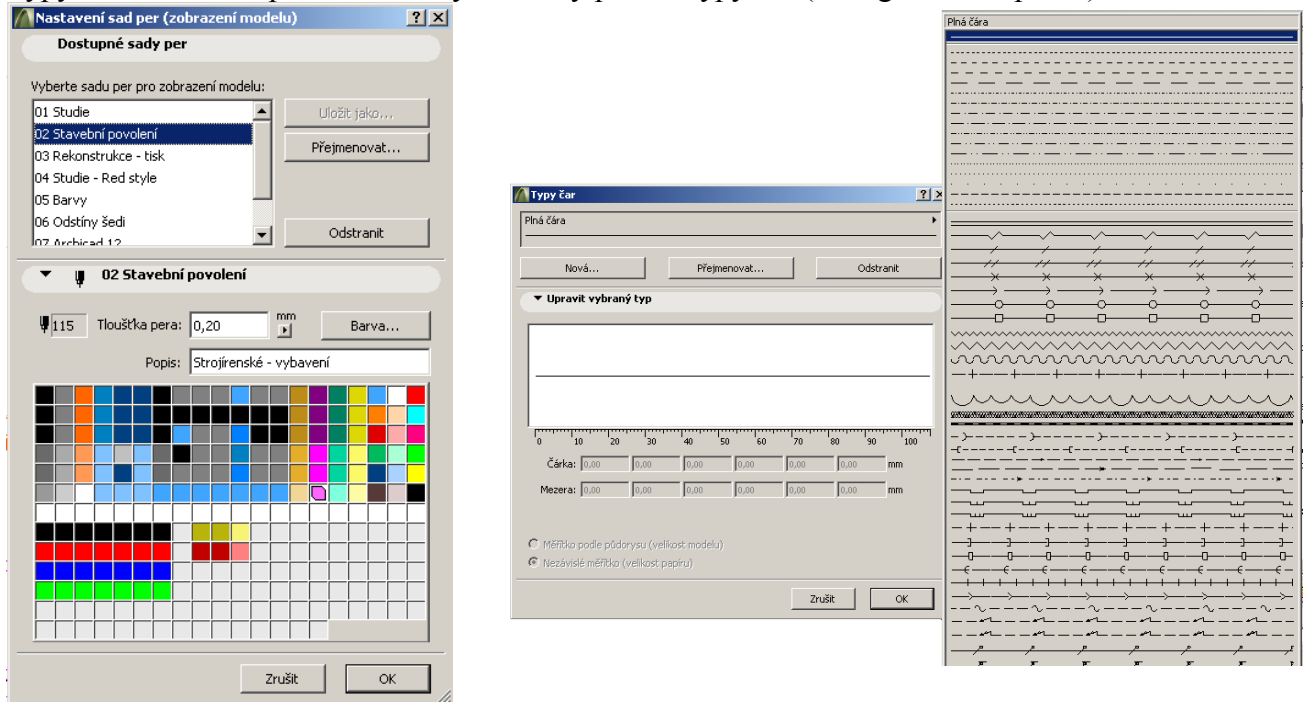 Nastavení sad per (zobrazení modelu)
Dostupné sady per
Vyberte sadu per pro zobrazení modelu:
01 Studie
02 Stavební povolení
03 Rekonstrukce - tisk
04 Studie - Red style
05 Barvy
06 Odstíny šedi
07 Archicad 12
Uložit jako...
Přejmenovat...
Odstranit
02 Stavební povolení
115 Tloušťka pera: 0,20 mm
Barva...
Popis: Strojírenské - vybavení
Zrušit OK
Typy čar
Plná čára
Nová... Přejmenovat... Odstranit
Upravit vybraný typ
0 10 20 30 40 50 60 70 80 90 100
Čárka: 0,00 0,00 0,00 0,00 0,00 0,00 mm
Mezera: 0,00 0,00 0,00 0,00 0,00 0,00 mm
Měřítko podle půdorysu (velikost modelu)
Nezávislé měřítko (velikost papíru)
Zrušit OK
Plná čára